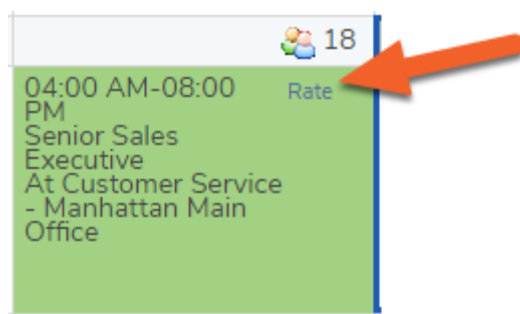 18
04:00 AM-08:00 Rate
PM
Senior Sales
Executive
At Customer Service
- Manhattan Main
Office